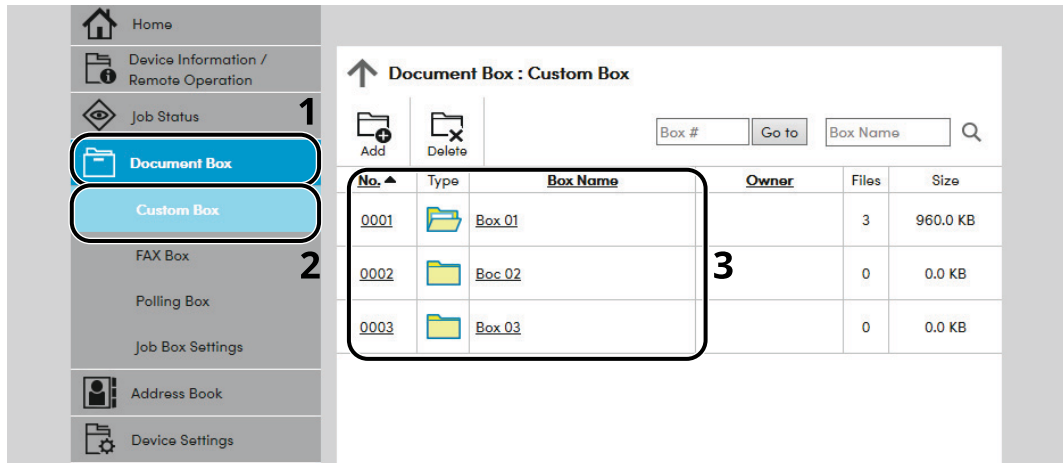 Home
Device Information /
Remote Operation
Job Status
1
Document Box
Custom Box
2
FAX Box
Polling Box
Job Box Settings
Address Book
Device Settings
Document Box : Custom Box
Add
Delete
Box #
Go to
Box Name
No. Type Box Name Owner Files Size
0001 Box 01 3 960.0 KB
0002 Boc 02 0 0.0 KB
3
0003 Box 03 0 0.0 KB